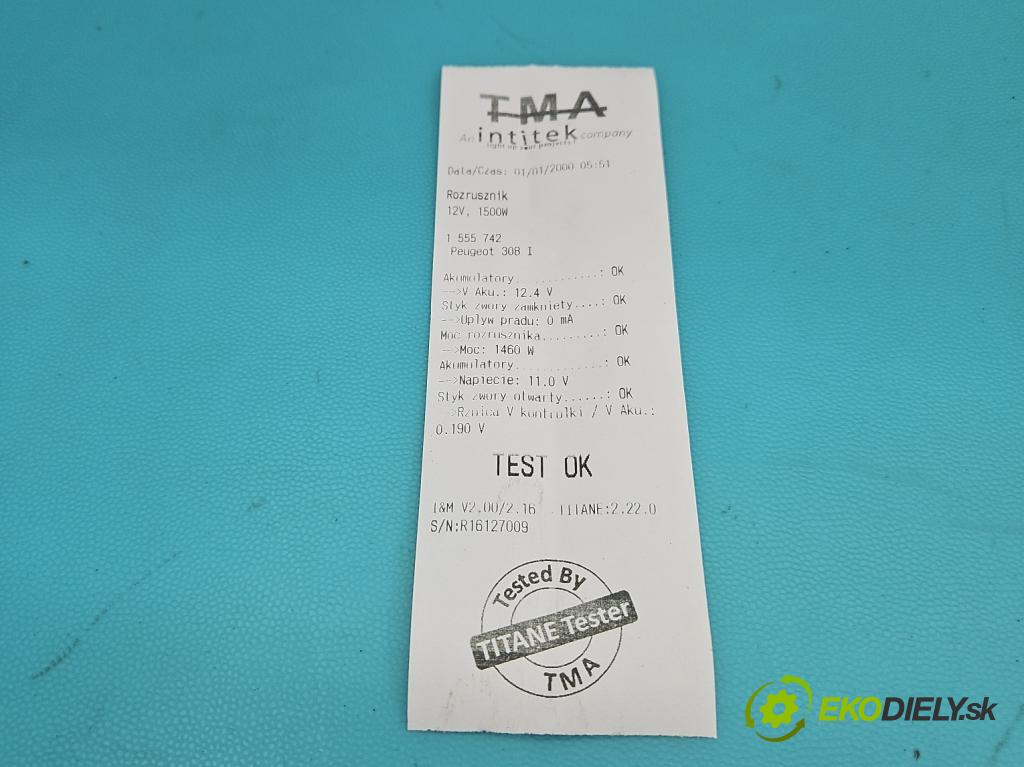 TMA
An intitek company
light up your projects!
Data/Czas: 01/01/2000 05:51
Rozrusznik
12V, 1500W
1 555 742
Peugeot 308 I
Akumulatory............: OK
-->V Aku.: 12.4 V
Styk zwory zamkniety....: OK
-->Uplyw pradu: 0 mA
Moc rozrusznika.........: OK
-->Moc: 1460 W
Akumulatory.............: OK
-->Napiecie: 11.0 V
Styk zwory otwarty......: OK
-->Rznica V kontrolki / V Aku.:
0.190 V
TEST OK
I&M V2.00/2.16 TITANE:2.22.0
S/N:R16127009
Tested By
TITANE Tester
TMA
EKODIELY.sk